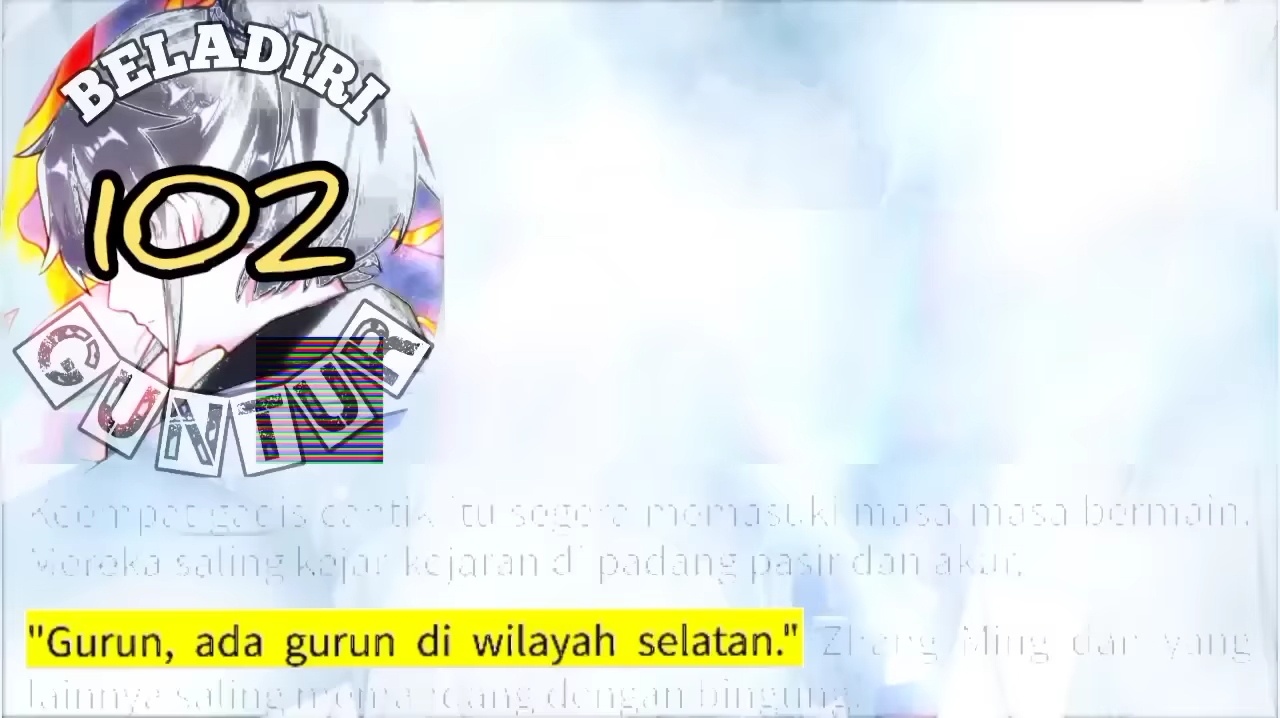 BELADIRI
102
GUNTUR
Keempat gadis cantik itu segera memasuki masa masa bermain.
Mereka saling kejar kejaran di padang pasir dan akur.
"Gurun, ada gurun di wilayah selatan." Zhang Ming dan yang
lainnya saling memandang dengan bingung.